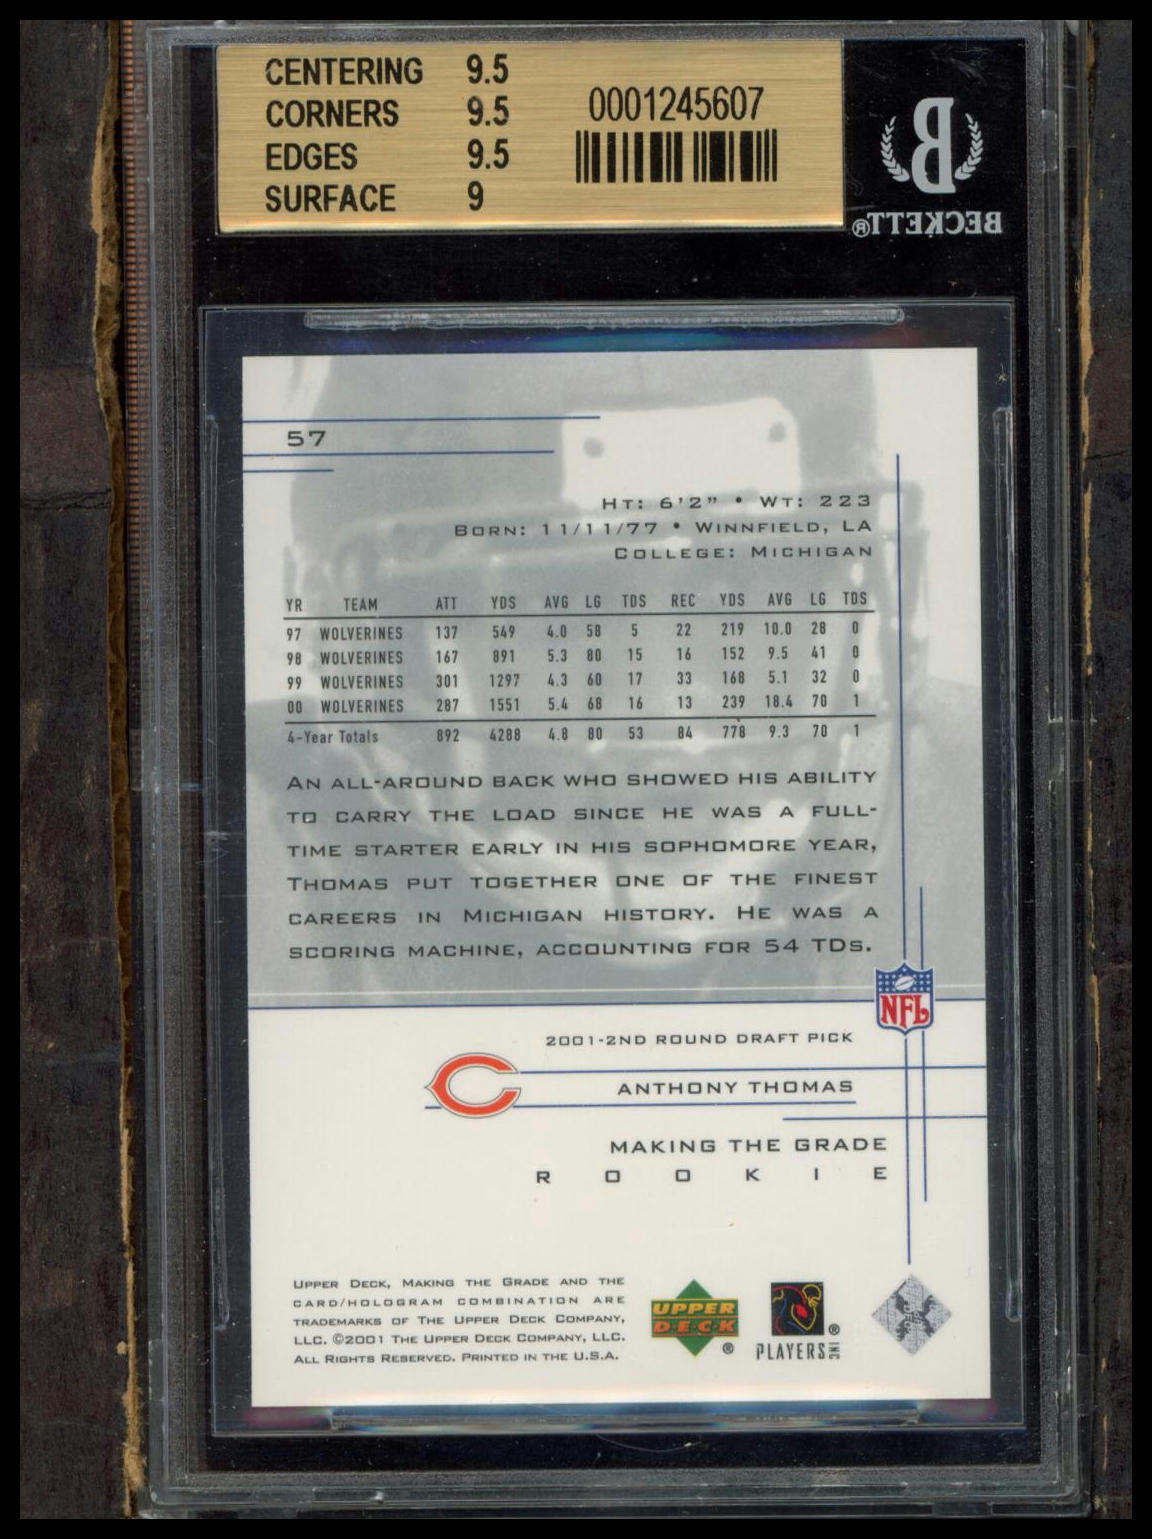 CENTERING 9.5
CORNERS 9.5
EDGES 9.5
SURFACE 9
0001245607
B
BECKETT®
57
HT: 6'2" • WT: 223
BORN: 11/11/77 • WINNFIELD, LA
COLLEGE: MICHIGAN
YR TEAM ATT YDS AVG LG TDS REC YDS AVG LG TDS
97 WOLVERINES 137 549 4.0 58 5 22 219 10.0 28 0
98 WOLVERINES 167 891 5.3 80 15 16 152 9.5 41 0
99 WOLVERINES 301 1297 4.3 60 17 33 168 5.1 32 0
00 WOLVERINES 287 1551 5.4 68 16 13 239 18.4 70 1
4-Year Totals 892 4288 4.8 80 53 84 778 9.3 70 1
AN ALL-AROUND BACK WHO SHOWED HIS ABILITY
TO CARRY THE LOAD SINCE HE WAS A FULL-
TIME STARTER EARLY IN HIS SOPHOMORE YEAR,
THOMAS PUT TOGETHER ONE OF THE FINEST
CAREERS IN MICHIGAN HISTORY. HE WAS A
SCORING MACHINE, ACCOUNTING FOR 54 TDS.
NFL
2001-2ND ROUND DRAFT PICK
ANTHONY THOMAS
MAKING THE GRADE
ROOKIE
UPPER DECK, MAKING THE GRADE AND THE
CARD/HOLOGRAM COMBINATION ARE
TRADEMARKS OF THE UPPER DECK COMPANY,
LLC. ©2001 THE UPPER DECK COMPANY, LLC.
ALL RIGHTS RESERVED. PRINTED IN THE U.S.A.
UPPER
DECK
®
PLAYERS INC
®